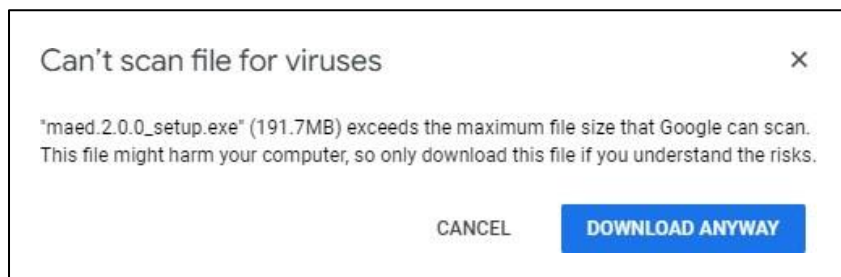 Can't scan file for viruses
"maed.2.0.0_setup.exe" (191.7MB) exceeds the maximum file size that Google can scan.
This file might harm your computer, so only download this file if you understand the risks.
CANCEL
DOWNLOAD ANYWAY